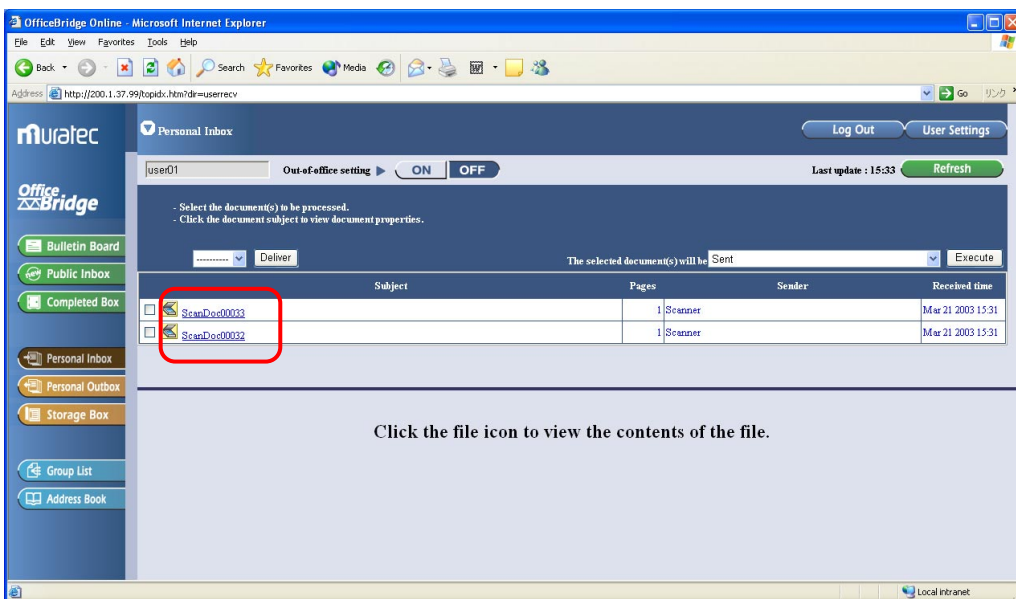 OfficeBridge Online - Microsoft Internet Explorer
File Edit View Favorites Tools Help
Back Search Favorites Media
Address http://200.1.37.99/topidx.htm?dir=userrecv Go リンク
muratec
Personal Inbox Log Out User Settings
user01 Out-of-office setting ON OFF Last update : 15:33 Refresh
Office Bridge
- Select the document(s) to be processed.
- Click the document subject to view document properties.
Bulletin Board
---------- Deliver The selected document(s) will be Sent Execute
Public Inbox
Subject Pages Sender Received time
Completed Box
ScanDoc00033 1 Scanner Mar 21 2003 15:31
ScanDoc00032 1 Scanner Mar 21 2003 15:31
Personal Inbox
Personal Outbox
Storage Box
Click the file icon to view the contents of the file.
Group List
Address Book
Local intranet